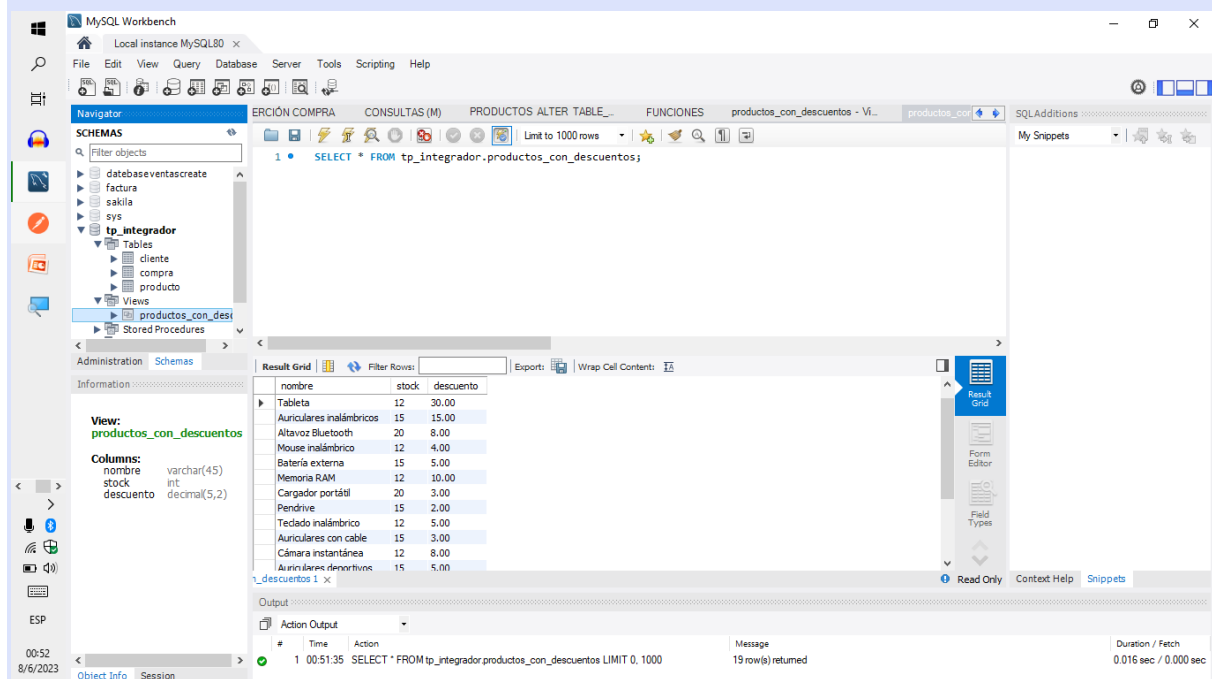 MySQL Workbench
Local instance MySQL80 ×
File Edit View Query Database Server Tools Scripting Help
Navigator
ERCIÓN COMPRA CONSULTAS (M) PRODUCTOS ALTER TABLE_... FUNCIONES productos_con_descuentos - Vi... productos_cor
SQLAdditions
SCHEMAS
Limit to 1000 rows
My Snippets
Filter objects
1 SELECT * FROM tp_integrador.productos_con_descuentos;
datebaseventascreate
factura
sakila
sys
tp_integrador
Tables
cliente
compra
producto
Views
productos_con_desc
Stored Procedures
Administration Schemas
Result Grid Filter Rows: Export: Wrap Cell Content:
Information
nombre stock descuento
Tableta 12 30.00
Auriculares inalámbricos 15 15.00
Altavoz Bluetooth 20 8.00
Mouse inalámbrico 12 4.00
Batería externa 15 5.00
Memoria RAM 12 10.00
Cargador portátil 20 3.00
Pendrive 15 2.00
Teclado inalámbrico 12 5.00
Auriculares con cable 15 3.00
Cámara instantánea 12 8.00
Auriculares deportivos 15 5.00
Result
Grid
Form
Editor
Field
Types
View:
productos_con_descuentos
Columns:
nombre varchar(45)
stock int
descuento decimal(5,2)
n_descuentos 1 ×
Read Only
Context Help Snippets
Output
Action Output
# Time Action Message Duration / Fetch
1 00:51:35 SELECT * FROM tp_integrador.productos_con_descuentos LIMIT 0, 1000 19 row(s) returned 0.016 sec / 0.000 sec
Object Info Session
ESP
00:52
8/6/2023